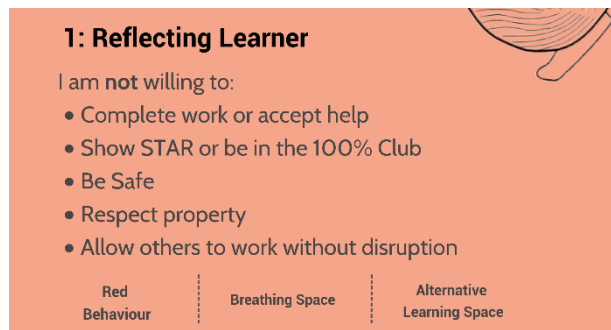 1: Reflecting Learner
I am not willing to:
• Complete work or accept help
• Show STAR or be in the 100% Club
• Be Safe
• Respect property
• Allow others to work without disruption
Red
Behaviour
Breathing Space
Alternative
Learning Space